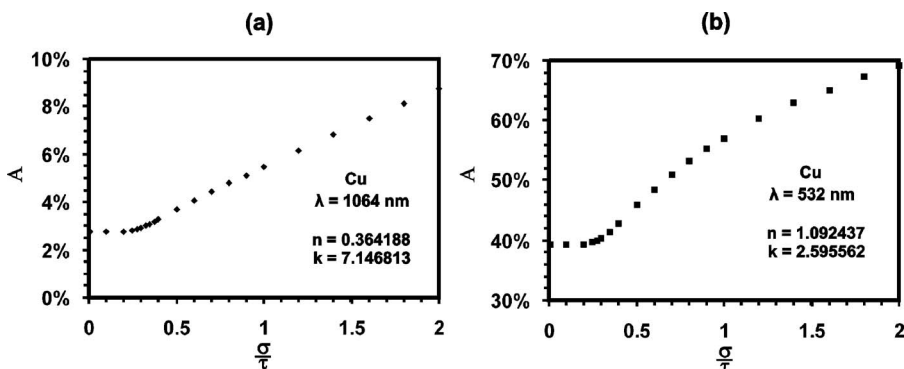 (a)
10%
8%
6%
4%
2%
0%
A
Cu
λ = 1064 nm
n = 0.364188
k = 7.146813
0 0.5 1 1.5 2
σ
τ
(b)
70%
60%
50%
40%
30%
A
Cu
λ = 532 nm
n = 1.092437
k = 2.595562
0 0.5 1 1.5 2
σ
τ